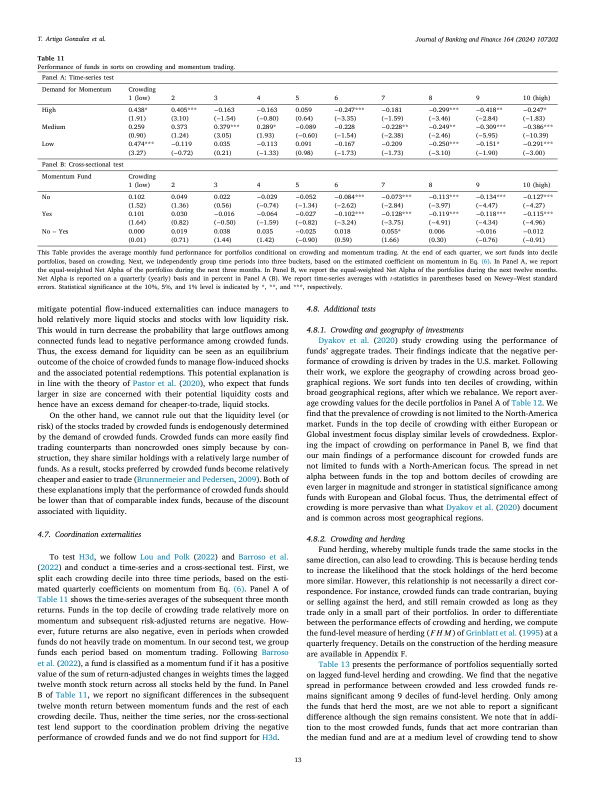 T. Artiga Gonzalez et al.
Journal of Banking and Finance 164 (2024) 107202
Table 11
Performance of funds in sorts on crowding and momentum trading.
Panel A: Time-series test
Demand for Momentum Crowding
1 (low) 2 3 4 5 6 7 8 9 10 (high)
High 0.438* 0.405*** −0.163 −0.163 0.059 −0.247*** −0.181 −0.299*** −0.418** −0.247*
(1.91) (3.10) (−1.54) (−0.80) (0.64) (−3.35) (−1.59) (−3.46) (−2.84) (−1.83)
Medium 0.259 0.373 0.379*** 0.289* −0.089 −0.228 −0.228** −0.249** −0.309*** −0.386***
(0.90) (1.24) (3.05) (1.93) (−0.60) (−1.54) (−2.38) (−2.46) (−5.95) (−10.39)
Low 0.474*** −0.119 0.035 −0.113 0.091 −0.167 −0.209 −0.250*** −0.151* −0.291***
(3.27) (−0.72) (0.21) (−1.33) (0.98) (−1.73) (−1.73) (−3.10) (−1.90) (−3.00)
Panel B: Cross-sectional test
Momentum Fund Crowding
1 (low) 2 3 4 5 6 7 8 9 10 (high)
No 0.102 0.049 0.022 −0.029 −0.052 −0.084*** −0.073*** −0.113*** −0.134*** −0.127***
(1.52) (1.36) (0.56) (−0.74) (−1.34) (−2.62) (−2.84) (−3.97) (−4.47) (−4.27)
Yes 0.101 0.030 −0.016 −0.064 −0.027 −0.102*** −0.128*** −0.119*** −0.118*** −0.115***
(1.64) (0.82) (−0.50) (−1.59) (−0.82) (−3.24) (−3.75) (−4.91) (−4.34) (−4.96)
No − Yes 0.000 0.019 0.038 0.035 −0.025 0.018 0.055* 0.006 −0.016 −0.012
(0.01) (0.71) (1.44) (1.42) (−0.90) (0.59) (1.66) (0.30) (−0.76) (−0.91)
This Table provides the average monthly fund performance for portfolios conditional on crowding and momentum trading. At the end of each quarter, we sort funds into decile
portfolios, based on crowding. Next, we independently group time periods into three buckets, based on the estimated coefficient on momentum in Eq. (6). In Panel A, we report
the equal-weighted Net Alpha of the portfolios during the next three months. In Panel B, we report the equal-weighted Net Alpha of the portfolios during the next twelve months.
Net Alpha is reported on a quarterly (yearly) basis and in percent in Panel A (B). We report time-series averages with t-statistics in parentheses based on Newey–West standard
errors. Statistical significance at the 10%, 5%, and 1% level is indicated by *, **, and ***, respectively.
mitigate potential flow-induced externalities can induce managers to
hold relatively more liquid stocks and stocks with low liquidity risk.
This would in turn decrease the probability that large outflows among
connected funds lead to negative performance among crowded funds.
Thus, the excess demand for liquidity can be seen as an equilibrium
outcome of the choice of crowded funds to manage flow-induced shocks
and the associated potential redemptions. This potential explanation is
in line with the theory of Pastor et al. (2020), who expect that funds
larger in size are concerned with their potential liquidity costs and
hence have an excess demand for cheaper-to-trade, liquid stocks.
On the other hand, we cannot rule out that the liquidity level (or
risk) of the stocks traded by crowded funds is endogenously determined
by the demand of crowded funds. Crowded funds can more easily find
trading counterparts than noncrowded ones simply because by con-
struction, they share similar holdings with a relatively large number of
funds. As a result, stocks preferred by crowded funds become relatively
cheaper and easier to trade (Brunnermeier and Pedersen, 2009). Both of
these explanations imply that the performance of crowded funds should
be lower than that of comparable index funds, because of the discount
associated with liquidity.
4.7. Coordination externalities
To test H3d, we follow Lou and Polk (2022) and Barroso et al.
(2022) and conduct a time-series and a cross-sectional test. First, we
split each crowding decile into three time periods, based on the esti-
mated quarterly coefficients on momentum from Eq. (6). Panel A of
Table 11 shows the time-series averages of the subsequent three month
returns. Funds in the top decile of crowding trade relatively more on
momentum and subsequent risk-adjusted returns are negative. How-
ever, future returns are also negative, even in periods when crowded
funds do not heavily trade on momentum. In our second test, we group
funds each period based on momentum trading. Following Barroso
et al. (2022), a fund is classified as a momentum fund if it has a positive
value of the sum of return-adjusted changes in weights times the lagged
twelve month stock return across all stocks held by the fund. In Panel
B of Table 11, we report no significant differences in the subsequent
twelve month return between momentum funds and the rest of each
crowding decile. Thus, neither the time series, nor the cross-sectional
test lend support to the coordination problem driving the negative
performance of crowded funds and we do not find support for H3d.
4.8. Additional tests
4.8.1. Crowding and geography of investments
Dyakov et al. (2020) study crowding using the performance of
funds' aggregate trades. Their findings indicate that the negative per-
formance of crowding is driven by trades in the U.S. market. Following
their work, we explore the geography of crowding across broad geo-
graphical regions. We sort funds into ten deciles of crowding, within
broad geographical regions, after which we rebalance. We report aver-
age crowding values for the decile portfolios in Panel A of Table 12. We
find that the prevalence of crowding is not limited to the North-America
market. Funds in the top decile of crowding with either European or
Global investment focus display similar levels of crowdedness. Explor-
ing the impact of crowding on performance in Panel B, we find that
our main findings of a performance discount for crowded funds are
not limited to funds with a North-American focus. The spread in net
alpha between funds in the top and bottom deciles of crowding are
even larger in magnitude and stronger in statistical significance among
funds with European and Global focus. Thus, the detrimental effect of
crowding is more pervasive than what Dyakov et al. (2020) document
and is common across most geographical regions.
4.8.2. Crowding and herding
Fund herding, whereby multiple funds trade the same stocks in the
same direction, can also lead to crowding. This is because herding tends
to increase the likelihood that the stock holdings of the herd become
more similar. However, this relationship is not necessarily a direct cor-
respondence. For instance, crowded funds can trade contrarian, buying
or selling against the herd, and still remain crowded as long as they
trade only in a small part of their portfolios. In order to differentiate
between the performance effects of crowding and herding, we compute
the fund-level measure of herding (FHM) of Grinblatt et al. (1995) at a
quarterly frequency. Details on the construction of the herding measure
are available in Appendix F.
Table 13 presents the performance of portfolios sequentially sorted
on lagged fund-level herding and crowding. We find that the negative
spread in performance between crowded and less crowded funds re-
mains significant among 9 deciles of fund-level herding. Only among
the funds that herd the most, are we not able to report a significant
difference although the sign remains consistent. We note that in addi-
tion to the most crowded funds, funds that act more contrarian than
the median fund and are at a medium level of crowding tend to show
13